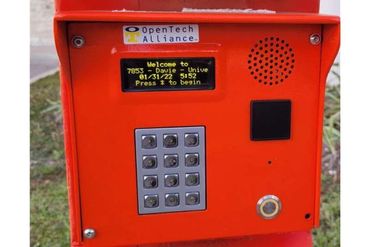 OpenTech
Alliance
Welcome to
7853 - Davie - Unive
01/31/22 5:52
Press * to begin